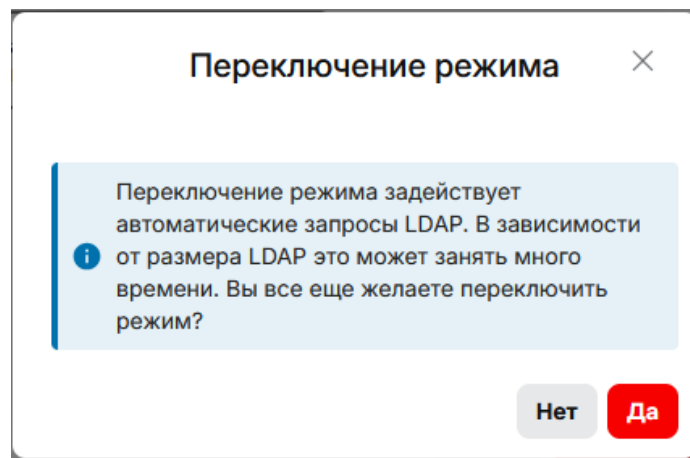 Переключение режима
Переключение режима задействует
автоматические запросы LDAP. В зависимости
от размера LDAP это может занять много
времени. Вы все еще желаете переключить
режим?
Нет Да